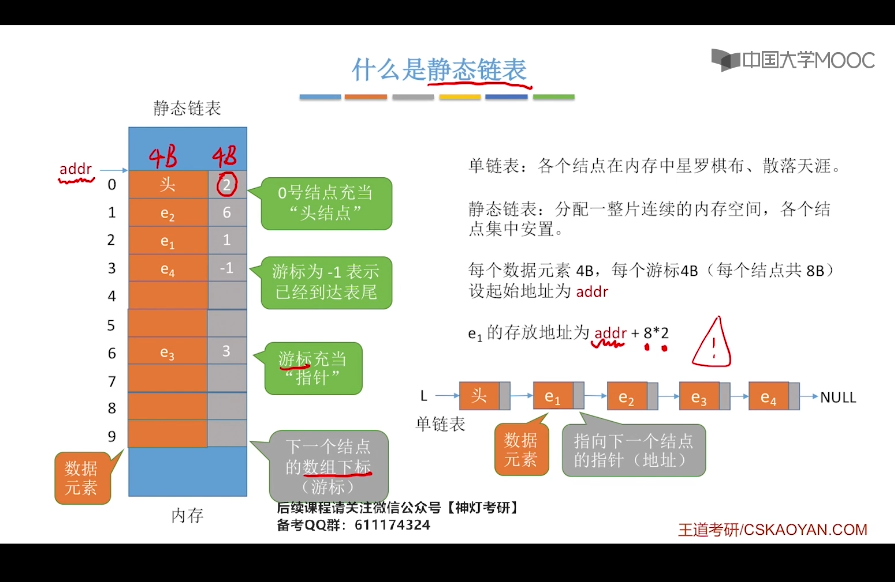 什么是静态链表
中国大学MOOC
静态链表
4B 4B
addr
0 头 2
1 e₂ 6
2 e₁ 1
3 e₄ -1
4
5
6 e₃ 3
7
8
9
内存
数据
元素
0号结点充当
“头结点”
游标为 -1 表示
已经到达表尾
游标充当
“指针”
下一个结点
的数组下标
（游标）
单链表：各个结点在内存中星罗棋布、散落天涯。
静态链表：分配一整片连续的内存空间，各个结
点集中安置。
每个数据元素 4B，每个游标4B（每个结点共 8B）
设起始地址为 addr
e₁ 的存放地址为 addr + 8*2
!
L 头 e₁ e₂ e₃ e₄ NULL
单链表
数据
元素
指向下一个结点
的指针（地址）
后续课程请关注微信公众号【神灯考研】
备考QQ群：611174324
王道考研/CSKAOYAN.COM